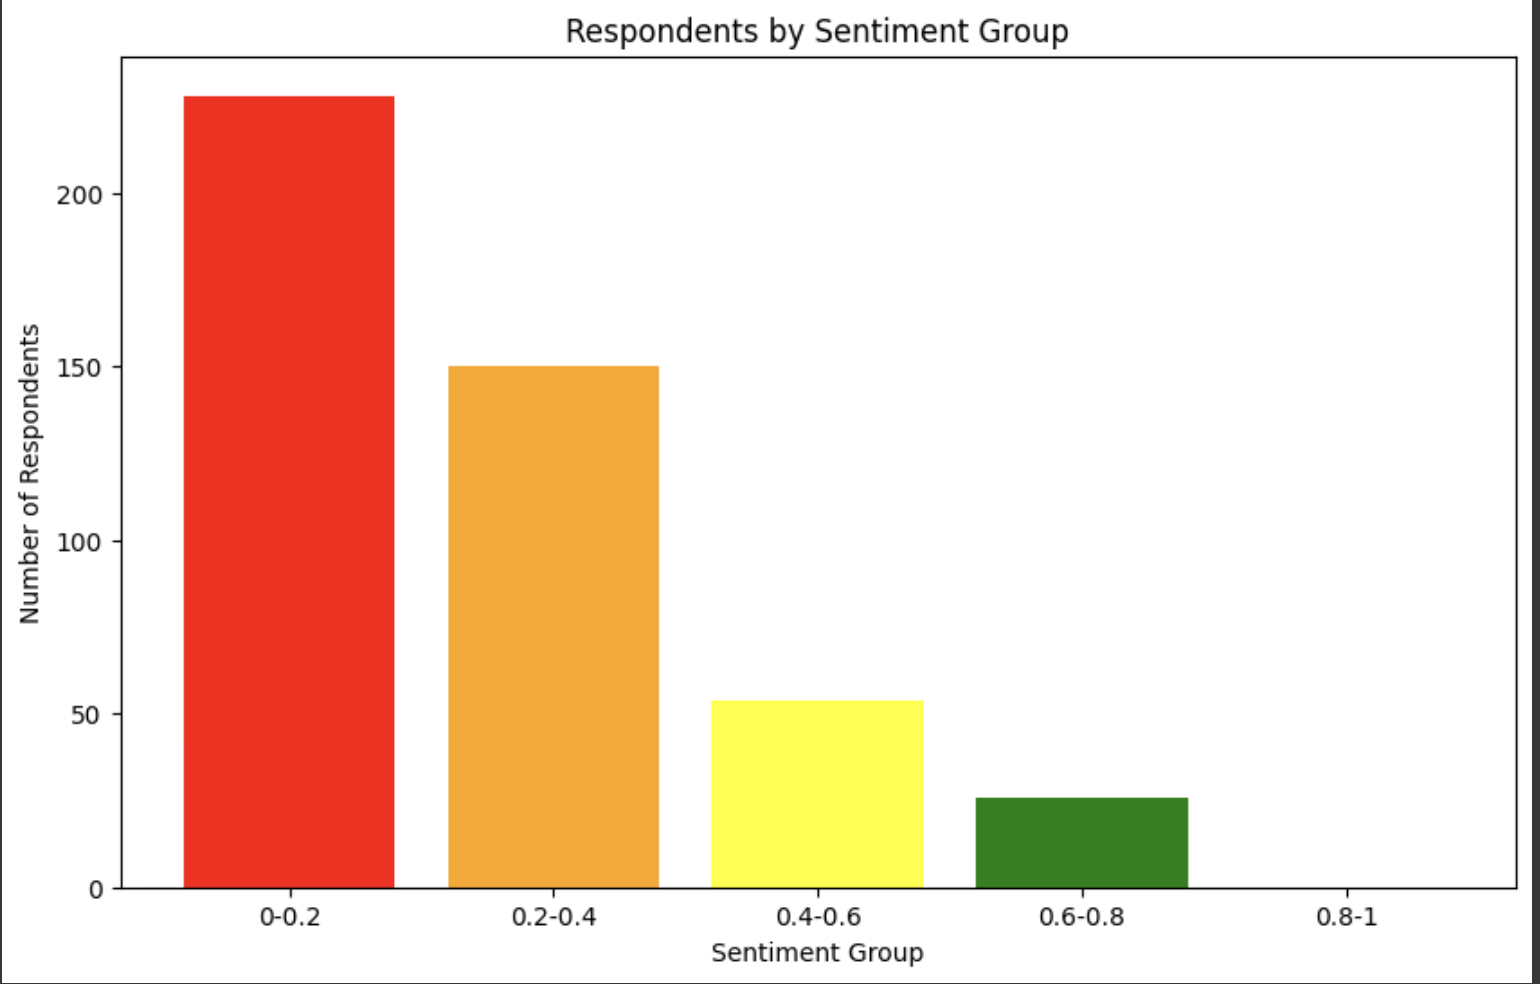 Respondents by Sentiment Group
Number of Respondents
200
150
100
50
0
0-0.2 0.2-0.4 0.4-0.6 0.6-0.8 0.8-1
Sentiment Group